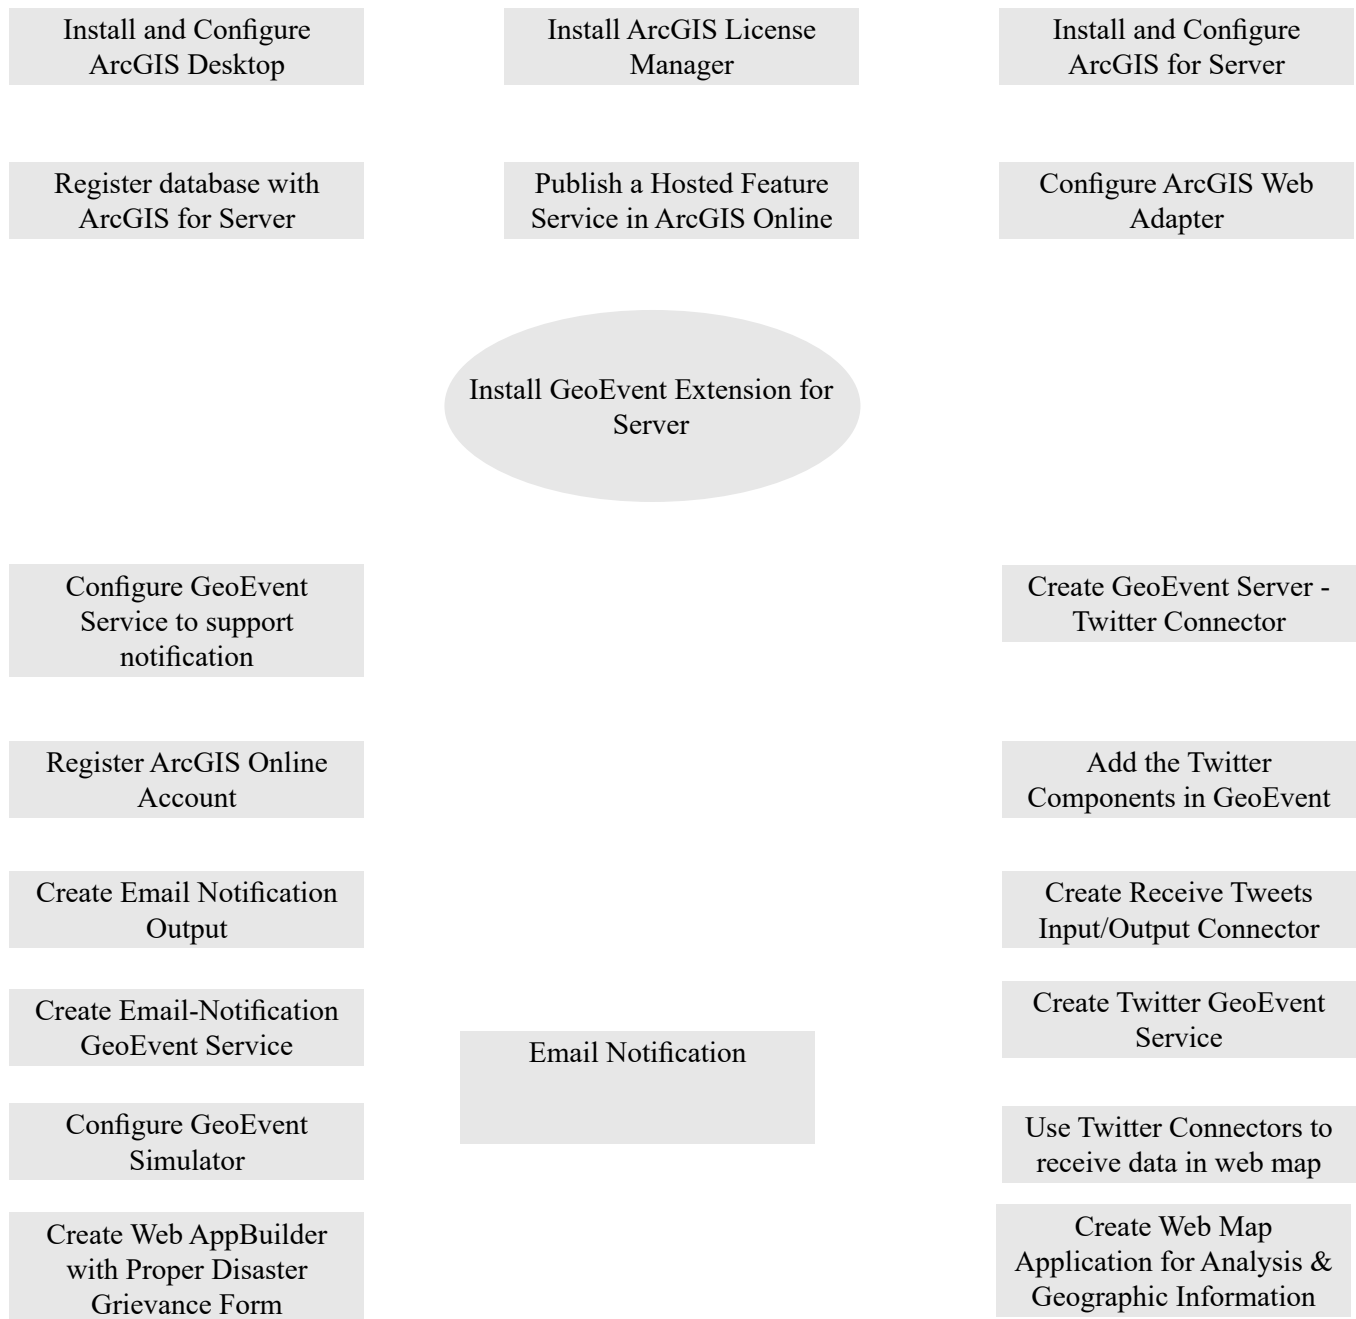 Install and Configure
ArcGIS Desktop
Install ArcGIS License
Manager
Install and Configure
ArcGIS for Server
Register database with
ArcGIS for Server
Publish a Hosted Feature
Service in ArcGIS Online
Configure ArcGIS Web
Adapter
Install GeoEvent Extension for
Server
Configure GeoEvent
Service to support
notification
Create GeoEvent Server -
Twitter Connector
Register ArcGIS Online
Account
Add the Twitter
Components in GeoEvent
Create Email Notification
Output
Create Receive Tweets
Input/Output Connector
Create Email-Notification
GeoEvent Service
Email Notification
Create Twitter GeoEvent
Service
Configure GeoEvent
Simulator
Use Twitter Connectors to
receive data in web map
Create Web AppBuilder
with Proper Disaster
Grievance Form
Create Web Map
Application for Analysis &
Geographic Information